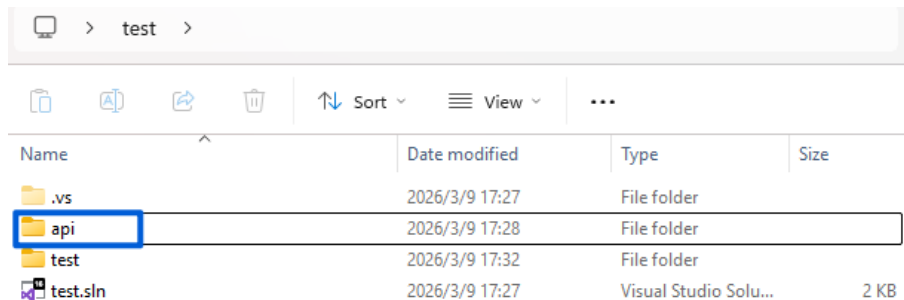 > test >
Sort View ...
Name Date modified Type Size
.vs 2026/3/9 17:27 File folder
api 2026/3/9 17:28 File folder
test 2026/3/9 17:32 File folder
test.sln 2026/3/9 17:27 Visual Studio Solu... 2 KB